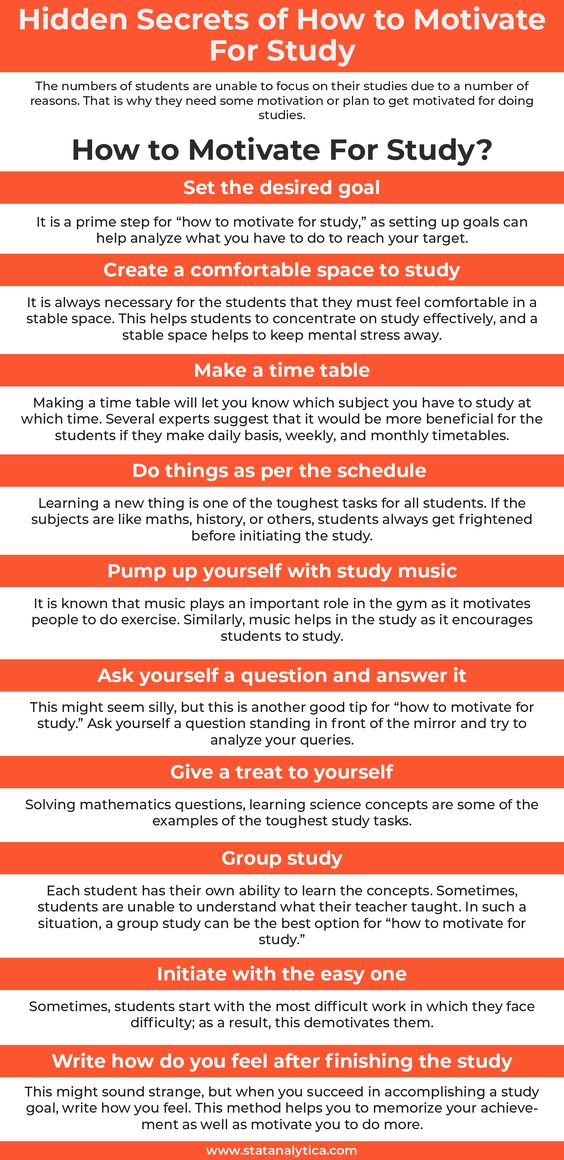 Hidden Secrets of How to Motivate
For Study
The numbers of students are unable to focus on their studies due to a number of
reasons. That is why they need some motivation or plan to get motivated for doing
studies.
How to Motivate For Study?
Set the desired goal
It is a prime step for “how to motivate for study,” as setting up goals can
help analyze what you have to do to reach your target.
Create a comfortable space to study
It is always necessary for the students that they must feel comfortable in a
stable space. This helps students to concentrate on study effectively, and a
stable space helps to keep mental stress away.
Make a time table
Making a time table will let you know which subject you have to study at
which time. Several experts suggest that it would be more beneficial for the
students if they make daily basis, weekly, and monthly timetables.
Do things as per the schedule
Learning a new thing is one of the toughest tasks for all students. If the
subjects are like maths, history, or others, students always get frightened
before initiating the study.
Pump up yourself with study music
It is known that music plays an important role in the gym as it motivates
people to do exercise. Similarly, music helps in the study as it encourages
students to study.
Ask yourself a question and answer it
This might seem silly, but this is another good tip for “how to motivate for
study.” Ask yourself a question standing in front of the mirror and try to
analyze your queries.
Give a treat to yourself
Solving mathematics questions, learning science concepts are some of the
examples of the toughest study tasks.
Group study
Each student has their own ability to learn the concepts. Sometimes,
students are unable to understand what their teacher taught. In such a
situation, a group study can be the best option for “how to motivate for
study.”
Initiate with the easy one
Sometimes, students start with the most difficult work in which they face
difficulty; as a result, this demotivates them.
Write how do you feel after finishing the study
This might sound strange, but when you succeed in accomplishing a study
goal, write how you feel. This method helps you to memorize your achieve-
ment as well as motivate you to do more.
www.statanalytica.com